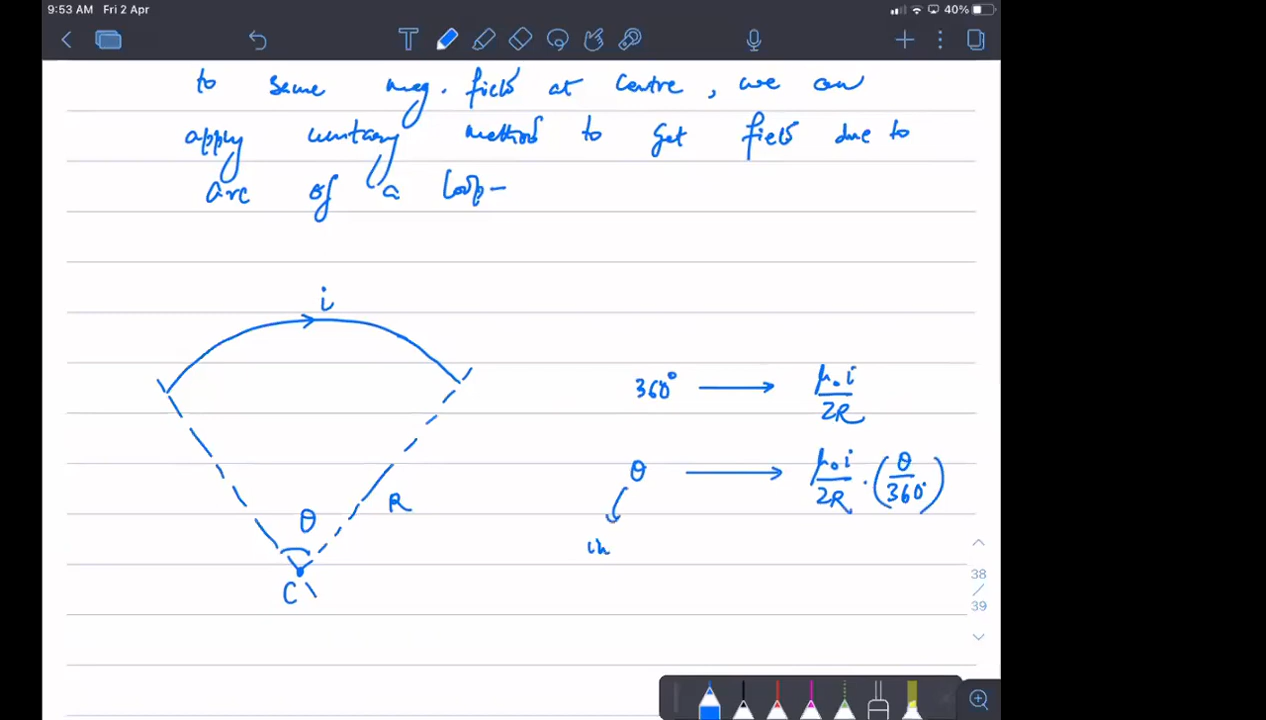 9:53 AM Fri 2 Apr 40%
to same mag. field at centre, we can
apply unitary method to get field due to
arc of a loop-
i
360° → μ₀i/2R
θ → μ₀i/2R · (θ/360°)
R
θ
in
C
38
/
39